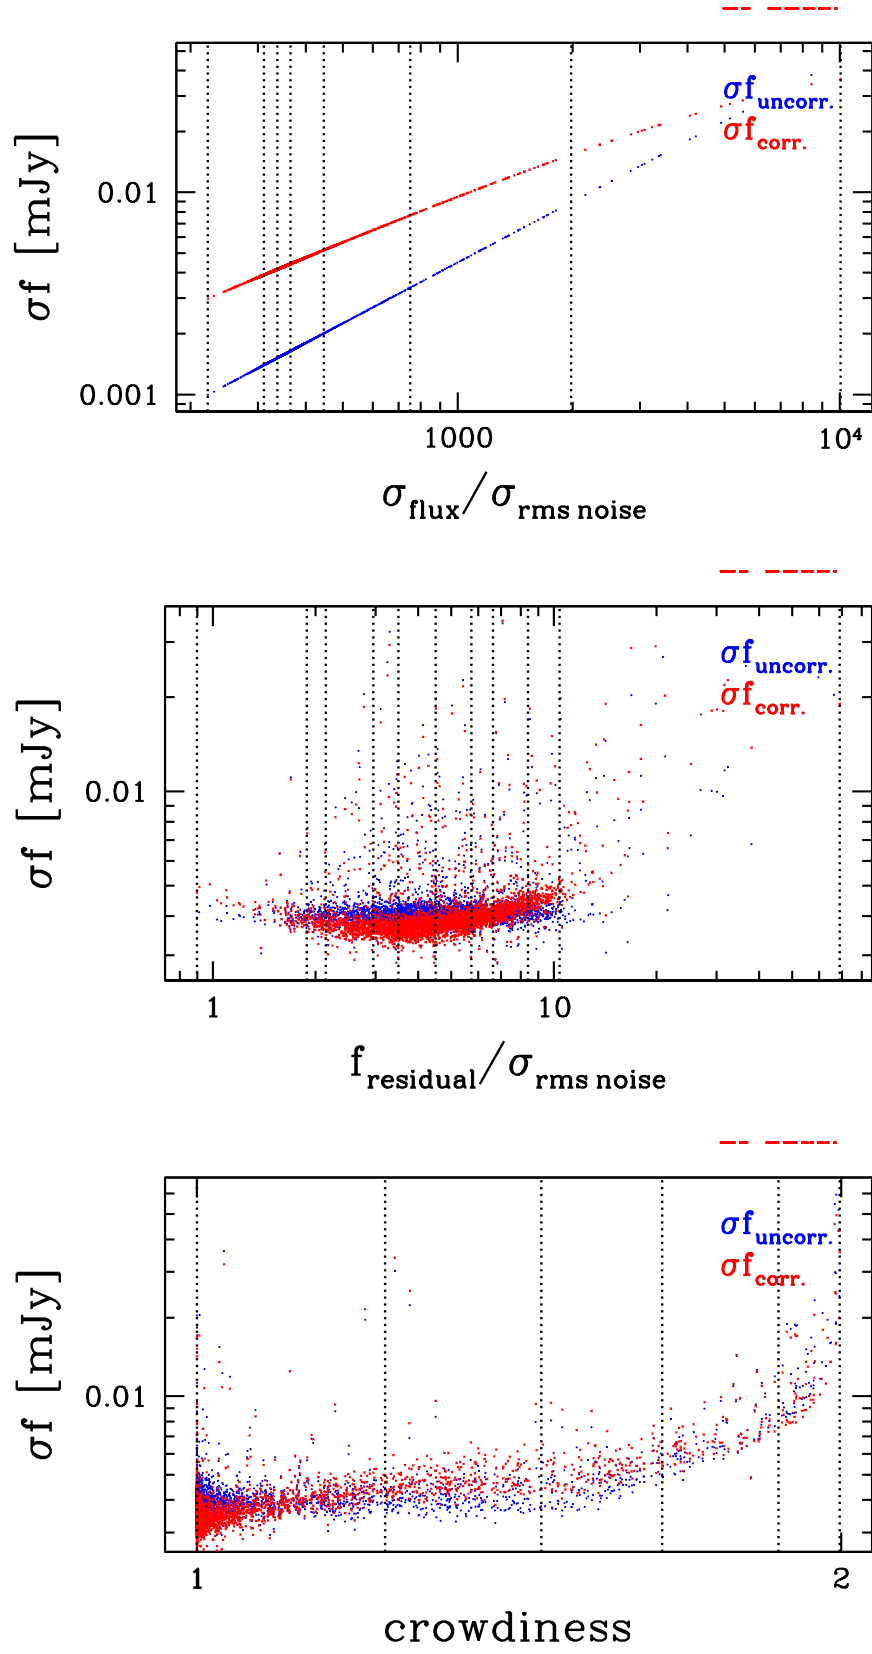 σf_uncorr.
σf_corr.
σf [mJy]
0.01
0.001
1000
10⁴
σ_flux/σ_rms noise
σf_uncorr.
σf_corr.
σf [mJy]
0.01
1
10
f_residual/σ_rms noise
σf_uncorr.
σf_corr.
σf [mJy]
0.01
1
2
crowdiness